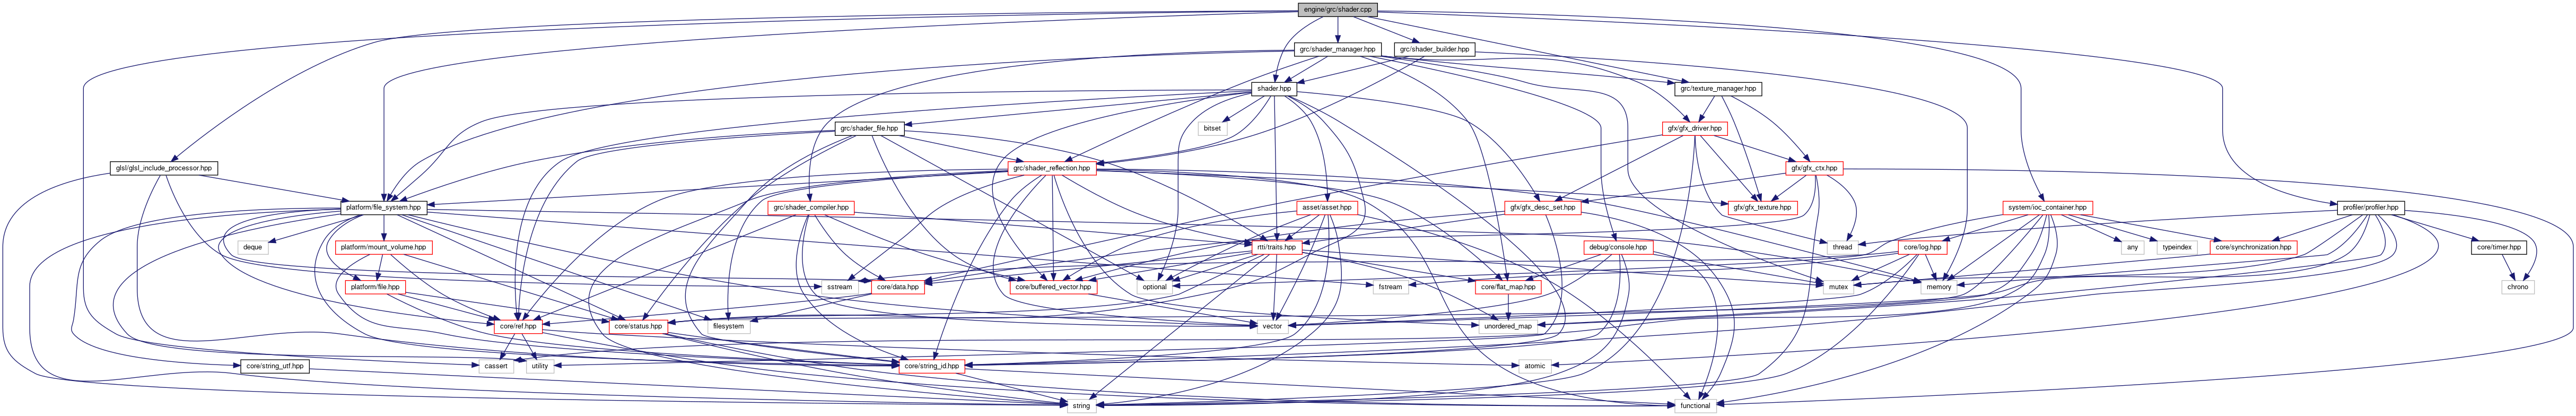 engine/grc/shader.cpp
grc/shader_manager.hpp
grc/shader_builder.hpp
shader.hpp
grc/texture_manager.hpp
grc/shader_file.hpp
bitset
gfx/gfx_driver.hpp
glsl/glsl_include_processor.hpp
grc/shader_reflection.hpp
gfx/gfx_ctx.hpp
platform/file_system.hpp
grc/shader_compiler.hpp
asset/asset.hpp
gfx/gfx_desc_set.hpp
gfx/gfx_texture.hpp
system/ioc_container.hpp
profiler/profiler.hpp
deque
platform/mount_volume.hpp
rtti/traits.hpp
debug/console.hpp
thread
core/log.hpp
any
typeindex
core/synchronization.hpp
core/timer.hpp
platform/file.hpp
sstream
core/data.hpp
core/buffered_vector.hpp
optional
fstream
core/flat_map.hpp
mutex
memory
chrono
core/ref.hpp
core/status.hpp
filesystem
vector
unordered_map
core/string_utf.hpp
cassert
utility
core/string_id.hpp
atomic
string
functional